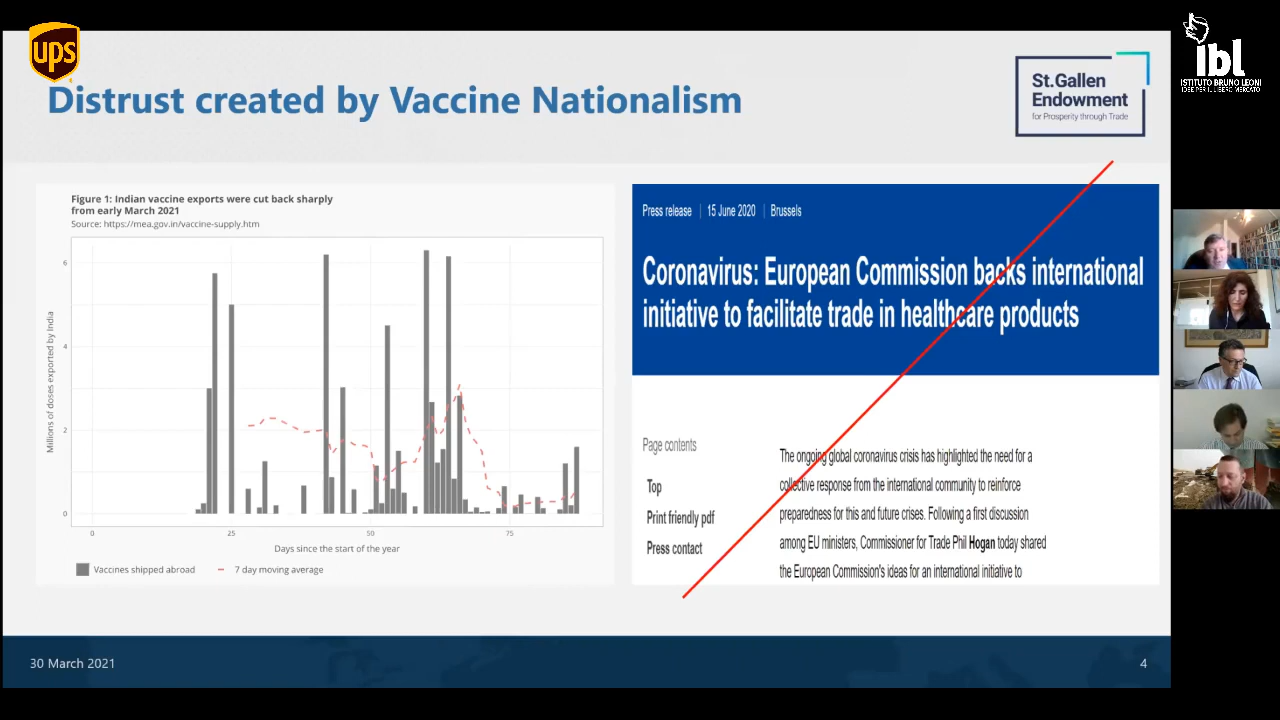 ups
Distrust created by Vaccine Nationalism
St.Gallen
Endowment
for Prosperity through Trade
ibl
ISTITUTO BRUNO LEONI
IDEE PER IL LIBERO MERCATO
Figure 1: Indian vaccine exports were cut back sharply
from early March 2021
Source: https://mea.gov.in/vaccine-supply.htm
Millions of doses exported by India
6
4
2
0
0 25 50 75
Days since the start of the year
Vaccines shipped abroad 7 day moving average
Press release | 15 June 2020 | Brussels
Coronavirus: European Commission backs international
initiative to facilitate trade in healthcare products
Page contents
Top
Print friendly pdf
Press contact
The ongoing global coronavirus crisis has highlighted the need for a
collective response from the international community to reinforce
preparedness for this and future crises. Following a first discussion
among EU ministers, Commissioner for Trade Phil Hogan today shared
the European Commission's ideas for an international initiative to
30 March 2021
4